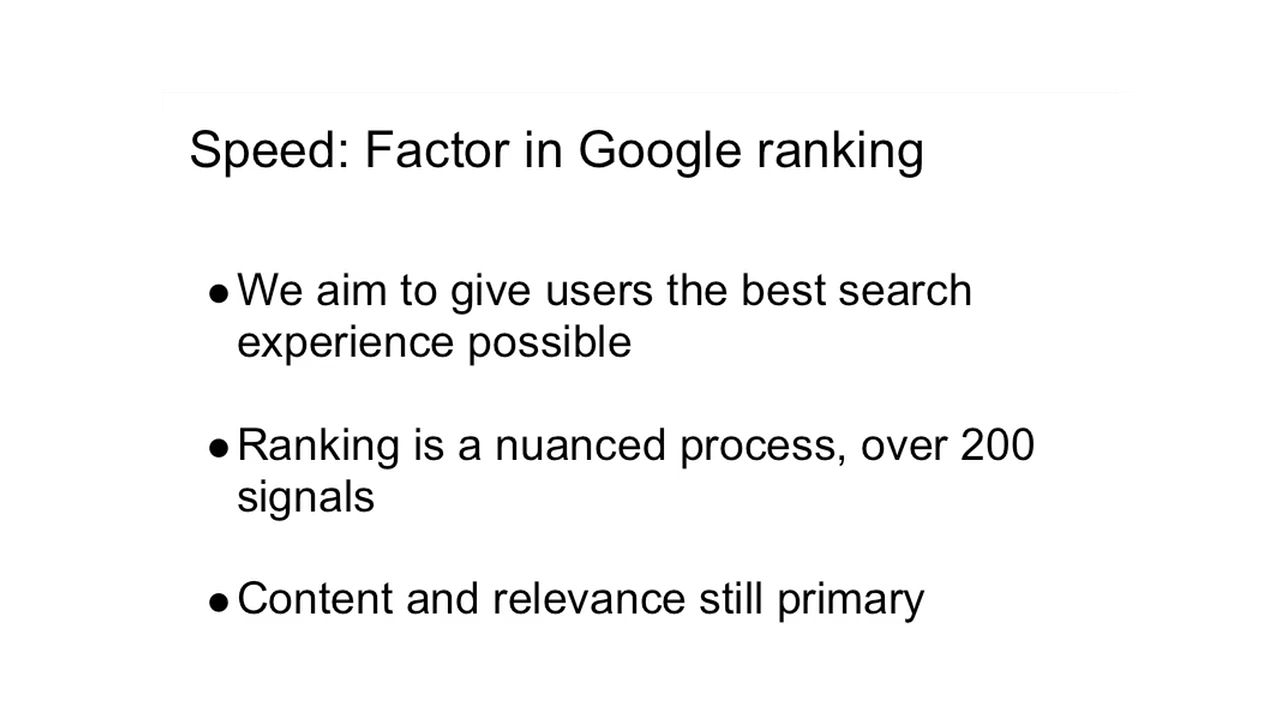 Speed: Factor in Google ranking
●We aim to give users the best search
experience possible
●Ranking is a nuanced process, over 200
signals
●Content and relevance still primary